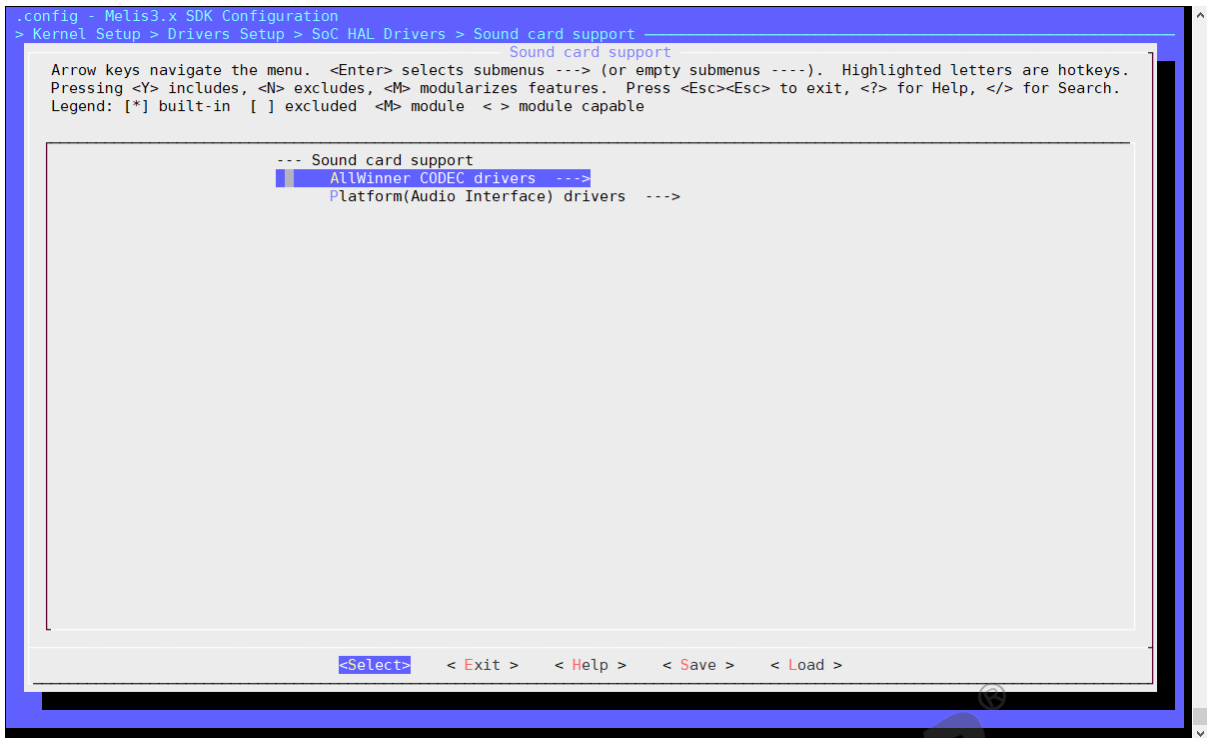 .config - Melis3.x SDK Configuration
> Kernel Setup > Drivers Setup > SoC HAL Drivers > Sound card support
Sound card support
Arrow keys navigate the menu. <Enter> selects submenus ---> (or empty submenus ----). Highlighted letters are hotkeys.
Pressing <Y> includes, <N> excludes, <M> modularizes features. Press <Esc><Esc> to exit, <?> for Help, </> for Search.
Legend: [*] built-in [ ] excluded <M> module < > module capable
--- Sound card support
AllWinner CODEC drivers --->
Platform(Audio Interface) drivers --->
<Select> < Exit > < Help > < Save > < Load >
®